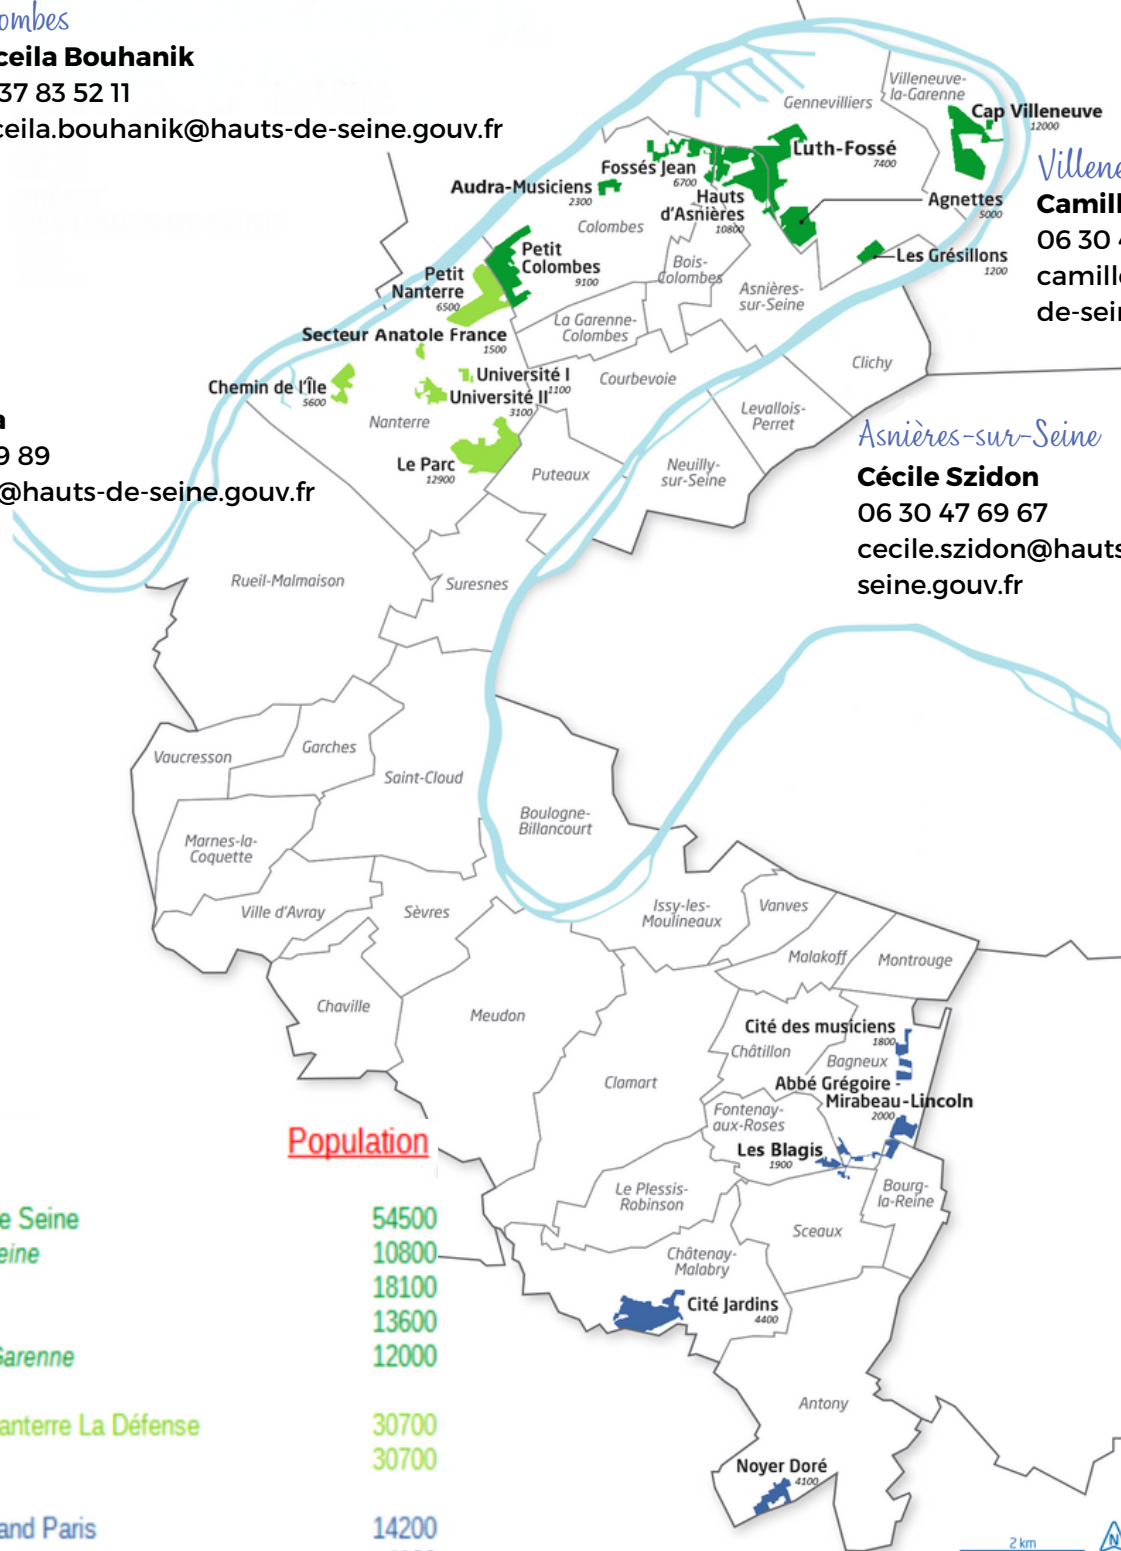 ombes
ceila Bouhanik
37 83 52 11
ceila.bouhanik@hauts-de-seine.gouv.fr
Villeneuve-
la-Garenne
Gennevilliers
Cap Villeneuve
12000
Luth-Fossé
7400
Fossés Jean
6700
Audra-Musiciens
2300
Hauts
d'Asnières
10800
Agnettes
5000
Colombes
Villene
Camill
06 30 4
camille
de-sein
Petit
Colombes
9100
Bois-
Colombes
Les Grésillons
1200
Petit
Nanterre
6500
Asnières-
sur-Seine
La Garenne-
Colombes
Secteur Anatole France
1500
Clichy
Chemin de l'Île
5600
Université I
1100
Université II
3100
Courbevoie
Levallois-
Perret
Nanterre
a
9 89
@hauts-de-seine.gouv.fr
Le Parc
12900
Puteaux
Neuilly-
sur-Seine
Asnières-sur-Seine
Cécile Szidon
06 30 47 69 67
cecile.szidon@hauts
seine.gouv.fr
Rueil-Malmaison
Suresnes
Vaucresson
Garches
Saint-Cloud
Boulogne-
Billancourt
Marnes-la-
Coquette
Ville d'Avray
Sèvres
Issy-les-
Moulineaux
Vanves
Malakoff
Montrouge
Chaville
Meudon
Cité des musiciens
1800
Châtillon
Bagneux
Clamart
Abbé Grégoire -
Mirabeau-Lincoln
2000
Fontenay-
aux-Roses
Les Blagis
1900
Le Plessis-
Robinson
Bourg-
la-Reine
Sceaux
Châtenay-
Malabry
Cité Jardins
4400
Antony
Noyer Doré
4100
Population
e Seine 54500
eine 10800
18100
13600
Garenne 12000
anterre La Défense 30700
30700
and Paris 14200
2 km
N